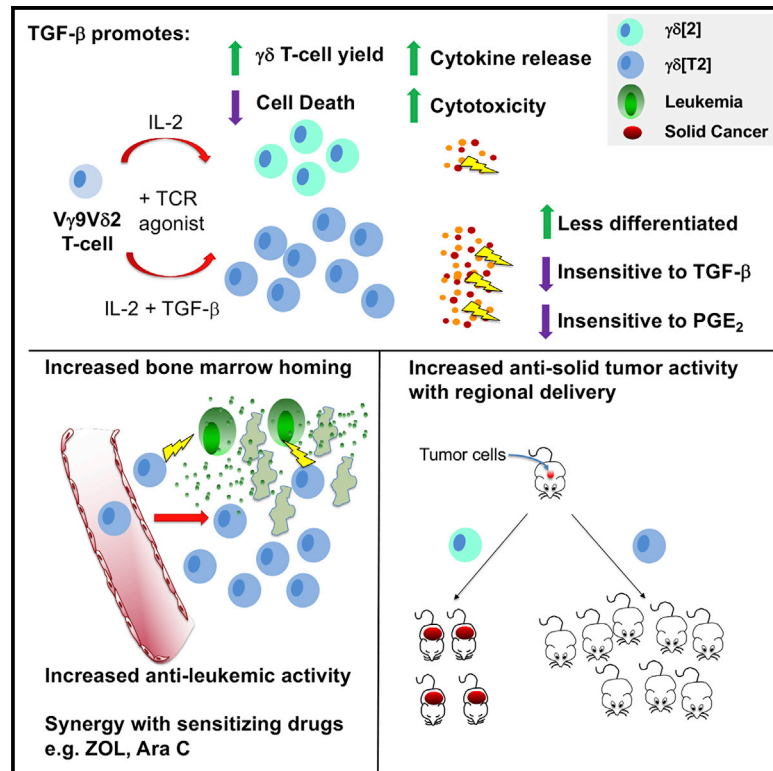 TGF-β promotes:
γδ T-cell yield
Cell Death
Cytokine release
Cytotoxicity
γδ[2]
γδ[T2]
Leukemia
Solid Cancer
IL-2
Vγ9Vδ2
T-cell
+ TCR
agonist
IL-2 + TGF-β
Less differentiated
Insensitive to TGF-β
Insensitive to PGE₂
Increased bone marrow homing
Increased anti-leukemic activity
Synergy with sensitizing drugs
e.g. ZOL, Ara C
Increased anti-solid tumor activity
with regional delivery
Tumor cells